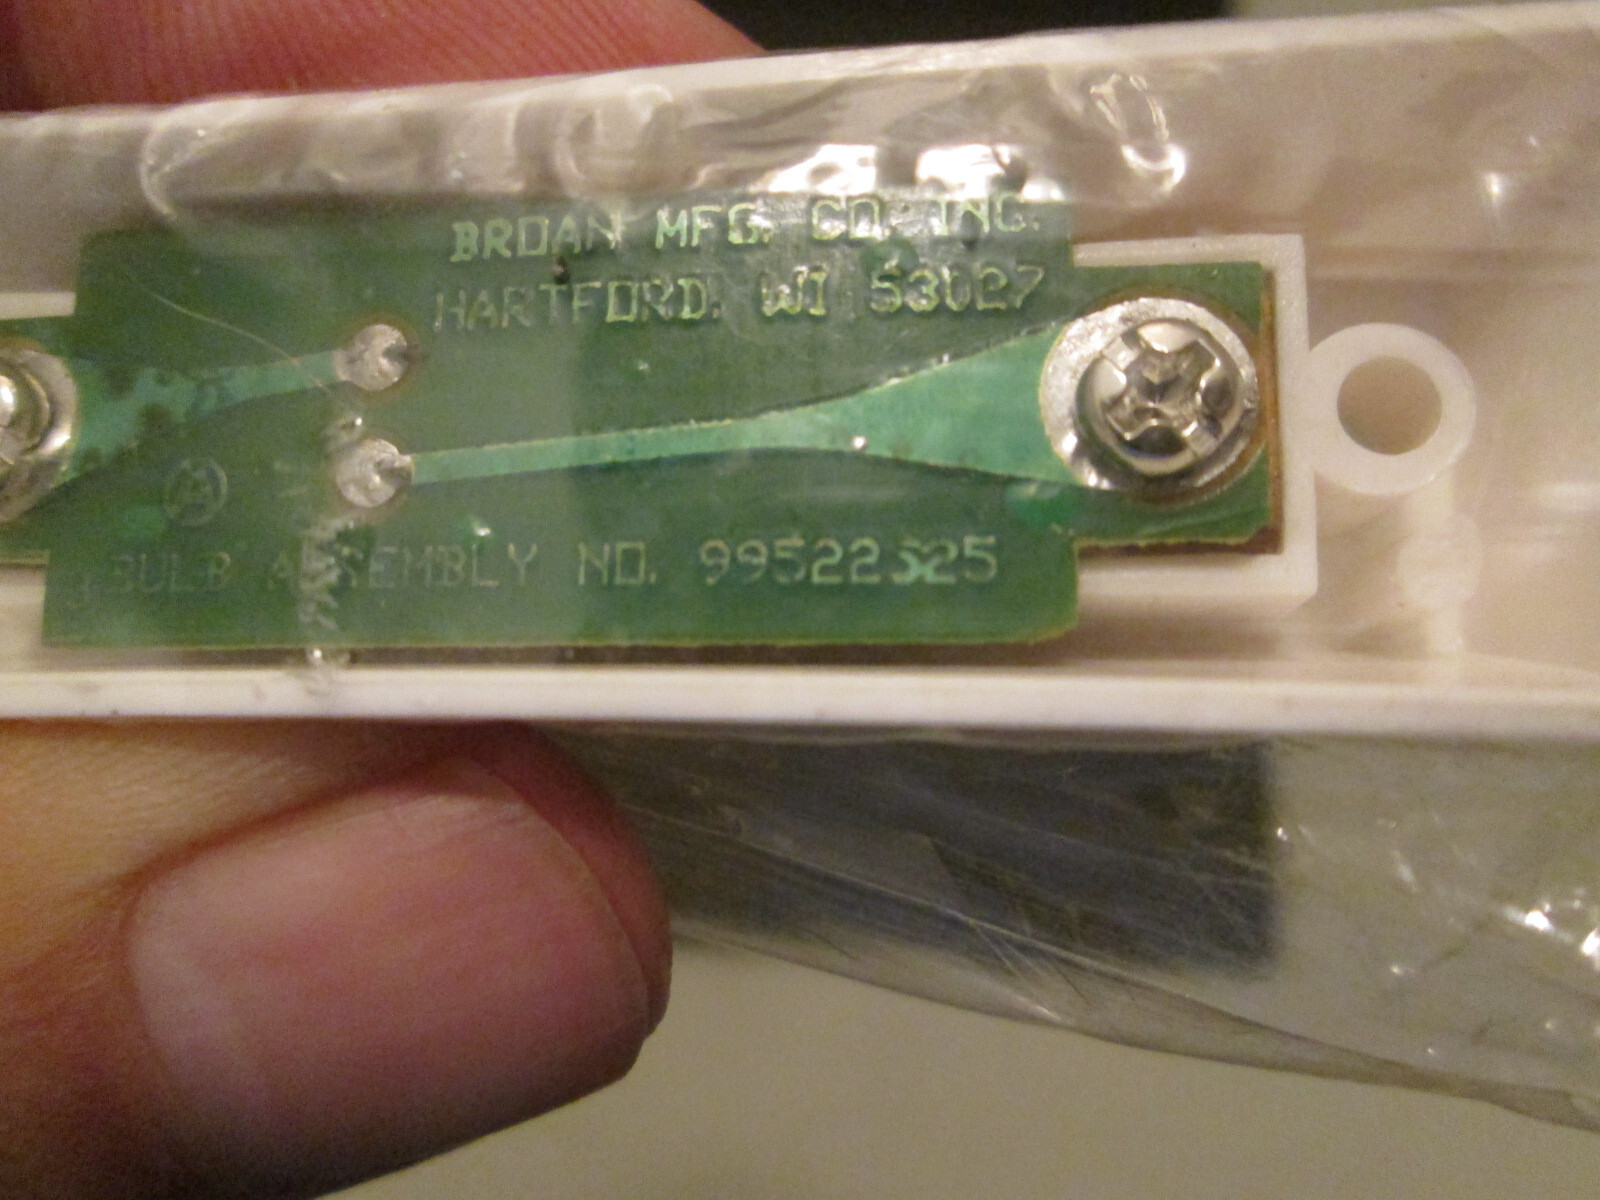 BROAN MFG. CO. INC.
HARTFORD, WI 53027
BULB ASSEMBLY NO. 99522325